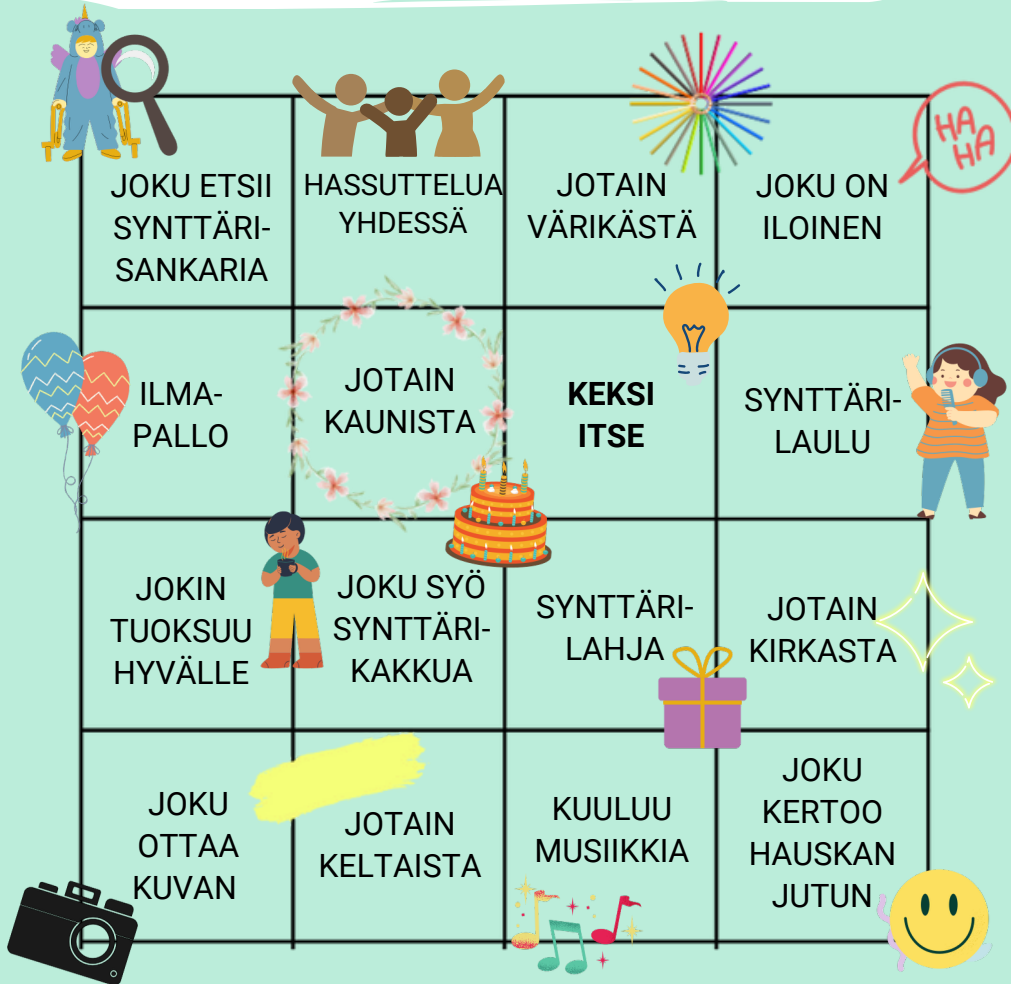 JOKU ETSII
SYNTTÄRI-
SANKARIA
HASSUTTELUA
YHDESSÄ
JOTAIN
VÄRIKÄSTÄ
JOKU ON
ILOINEN
HA
HA
ILMA-
PALLO
JOTAIN
KAUNISTA
KEKSI
ITSE
SYNTTÄRI-
LAULU
JOKIN
TUOKSUU
HYVÄLLE
JOKU SYÖ
SYNTTÄRI-
KAKKUA
SYNTTÄRI-
LAHJA
JOTAIN
KIRKASTA
JOKU
OTTAA
KUVAN
JOTAIN
KELTAISTA
KUULUU
MUSIIKKIA
JOKU
KERTOO
HAUSKAN
JUTUN